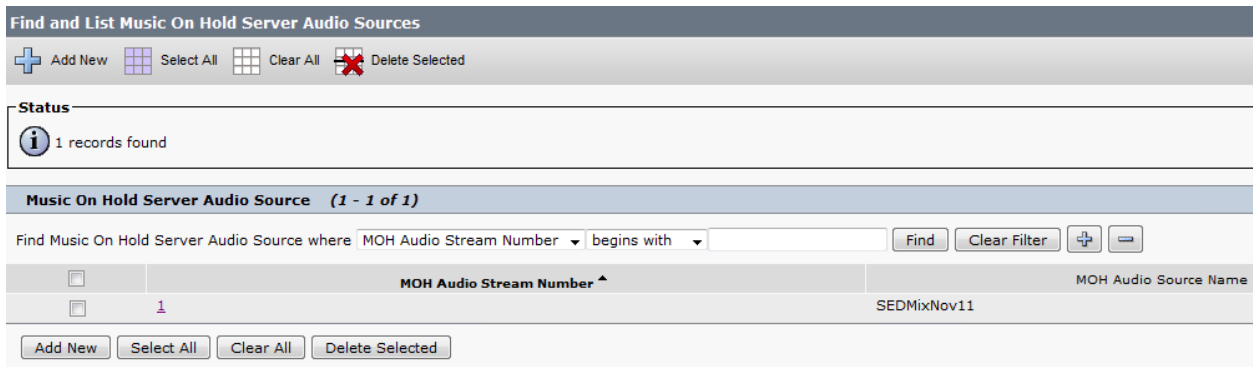 Find and List Music On Hold Server Audio Sources
Add New Select All Clear All Delete Selected
Status
i 1 records found
Music On Hold Server Audio Source (1 - 1 of 1)
Find Music On Hold Server Audio Source where MOH Audio Stream Number begins with Find Clear Filter
MOH Audio Stream Number MOH Audio Source Name
1 SEDMixNov11
Add New Select All Clear All Delete Selected